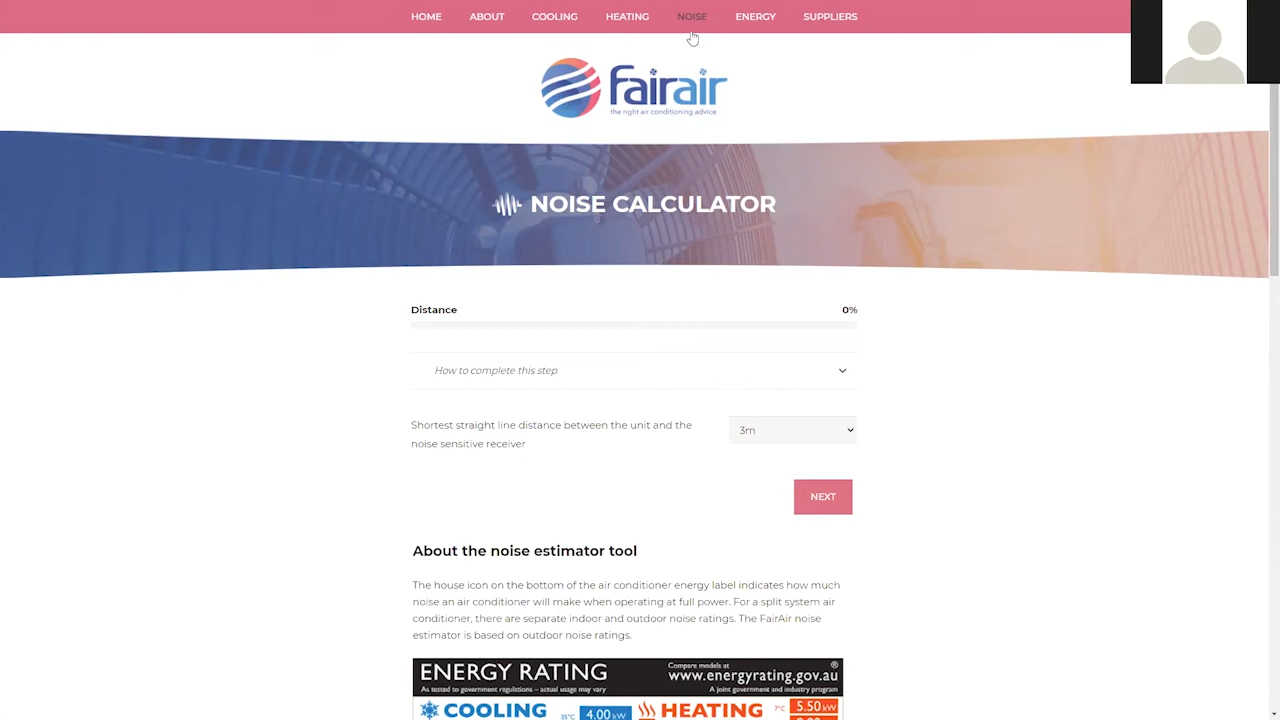 HOME ABOUT COOLING HEATING NOISE ENERGY SUPPLIERS
fairair
the right air conditioning advice
NOISE CALCULATOR
Distance 0%
How to complete this step
Shortest straight line distance between the unit and the
noise sensitive receiver
3m
NEXT
About the noise estimator tool
The house icon on the bottom of the air conditioner energy label indicates how much
noise an air conditioner will make when operating at full power. For a split system air
conditioner, there are separate indoor and outdoor noise ratings. The FairAir noise
estimator is based on outdoor noise ratings.
ENERGY RATING
As tested to government regulations – actual usage may vary
Compare models at ®
www.energyrating.gov.au
A joint government and industry program
COOLING 35°C 4.00kW HEATING 7°C 5.50kW